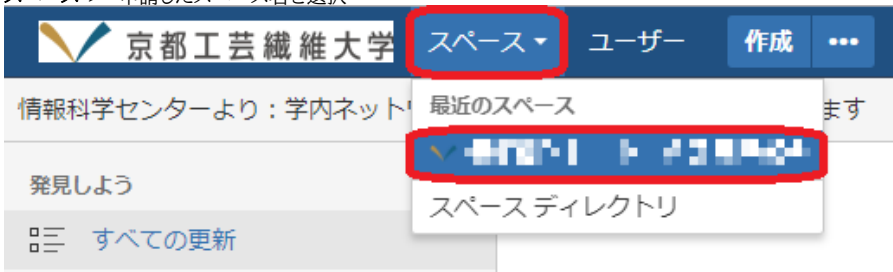 京都工芸繊維大学 スペース ユーザー 作成 •••
情報科学センターより：学内ネット
ます
最近のスペース
発見しよう
スペース ディレクトリ
すべての更新